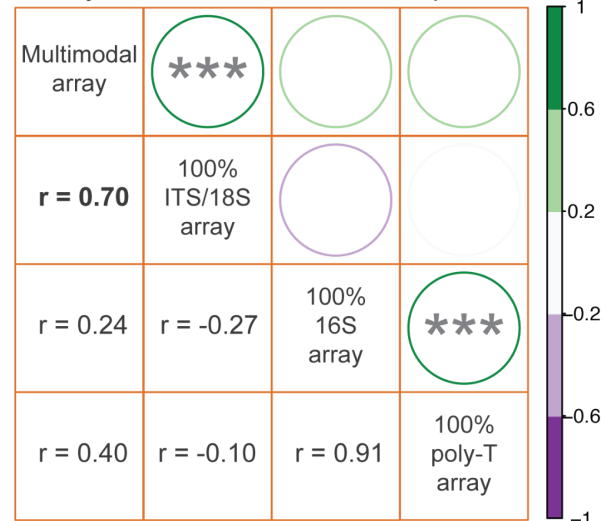 Multimodal
array
***
r = 0.70
100%
ITS/18S
array
r = 0.24
r = -0.27
100%
16S
array
***
r = 0.40
r = -0.10
r = 0.91
100%
poly-T
array
1
0.6
0.2
-0.2
-0.6
-1